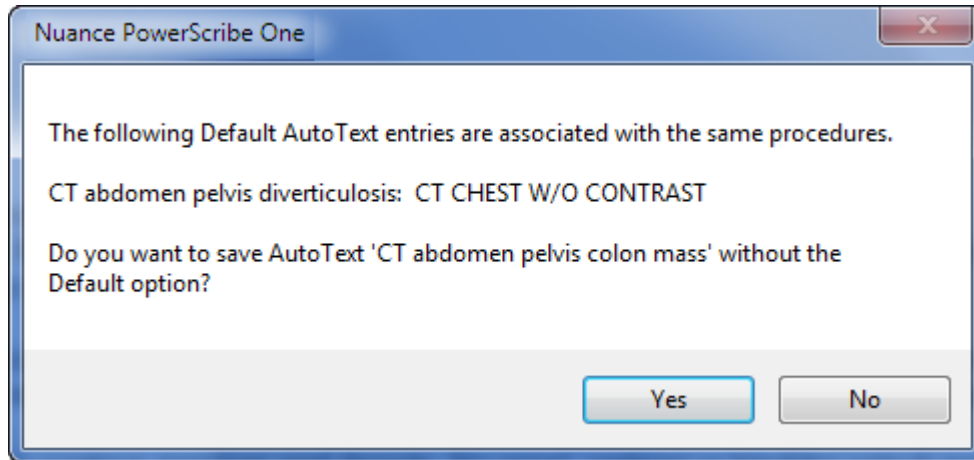 Nuance PowerScribe One
The following Default AutoText entries are associated with the same procedures.
CT abdomen pelvis diverticulosis:  CT CHEST W/O CONTRAST
Do you want to save AutoText 'CT abdomen pelvis colon mass' without the
Default option?
Yes
No